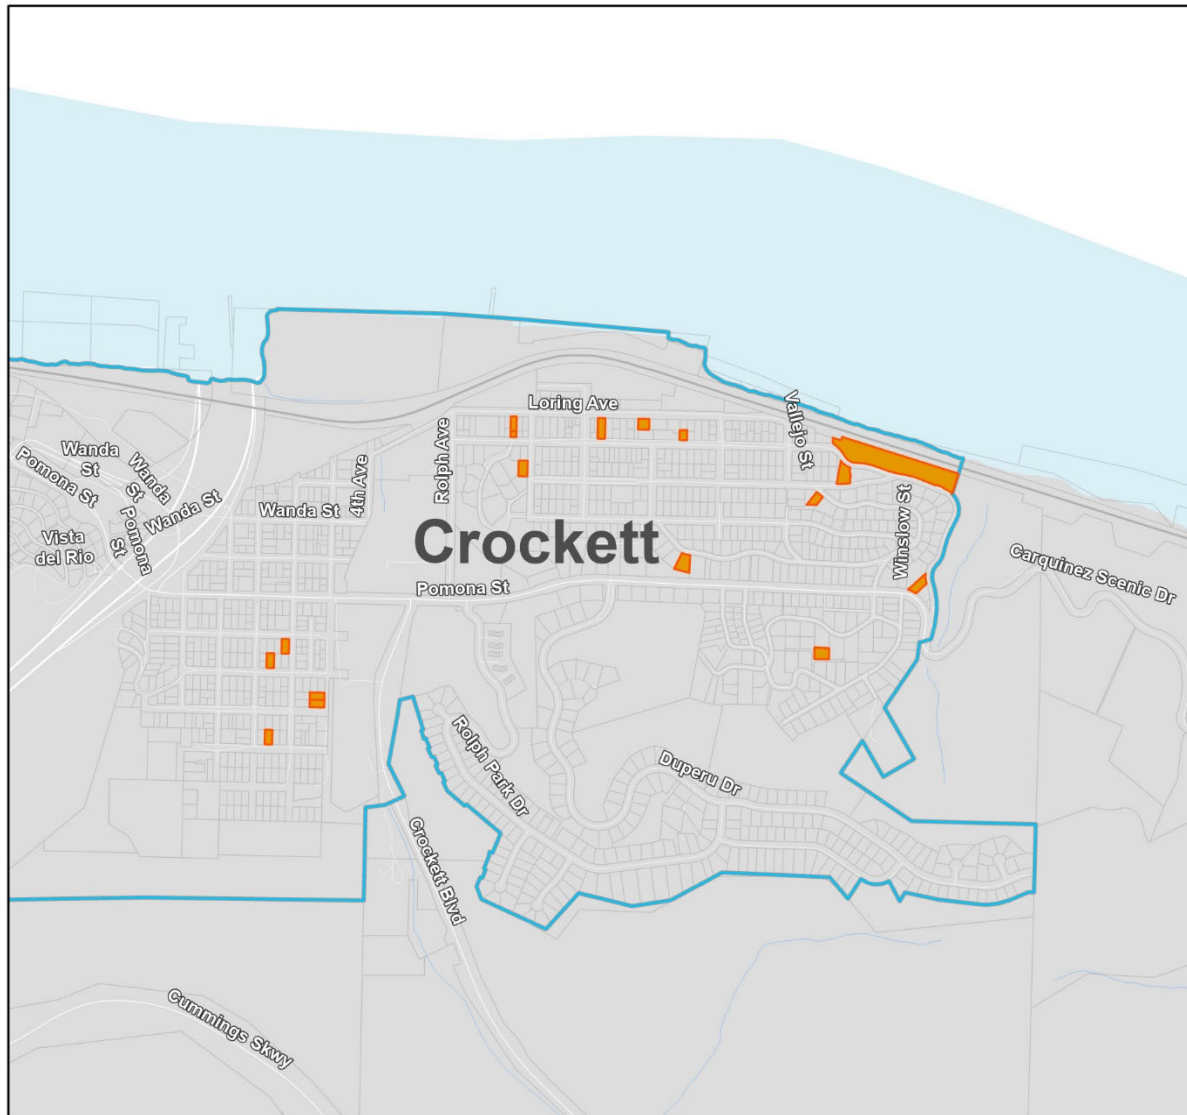 Loring Ave
Vallejo St
Rolph Ave
4th Ave
Wanda
St
Wanda
St
Pomona St
Wanda St
Wanda St
Pomona
St
Vista
del Rio
Crockett
Winslow St
Carquinez Scenic Dr
Pomona St
Rolph Park Dr
Duperu Dr
Crockett Blvd
Cummings Skwy